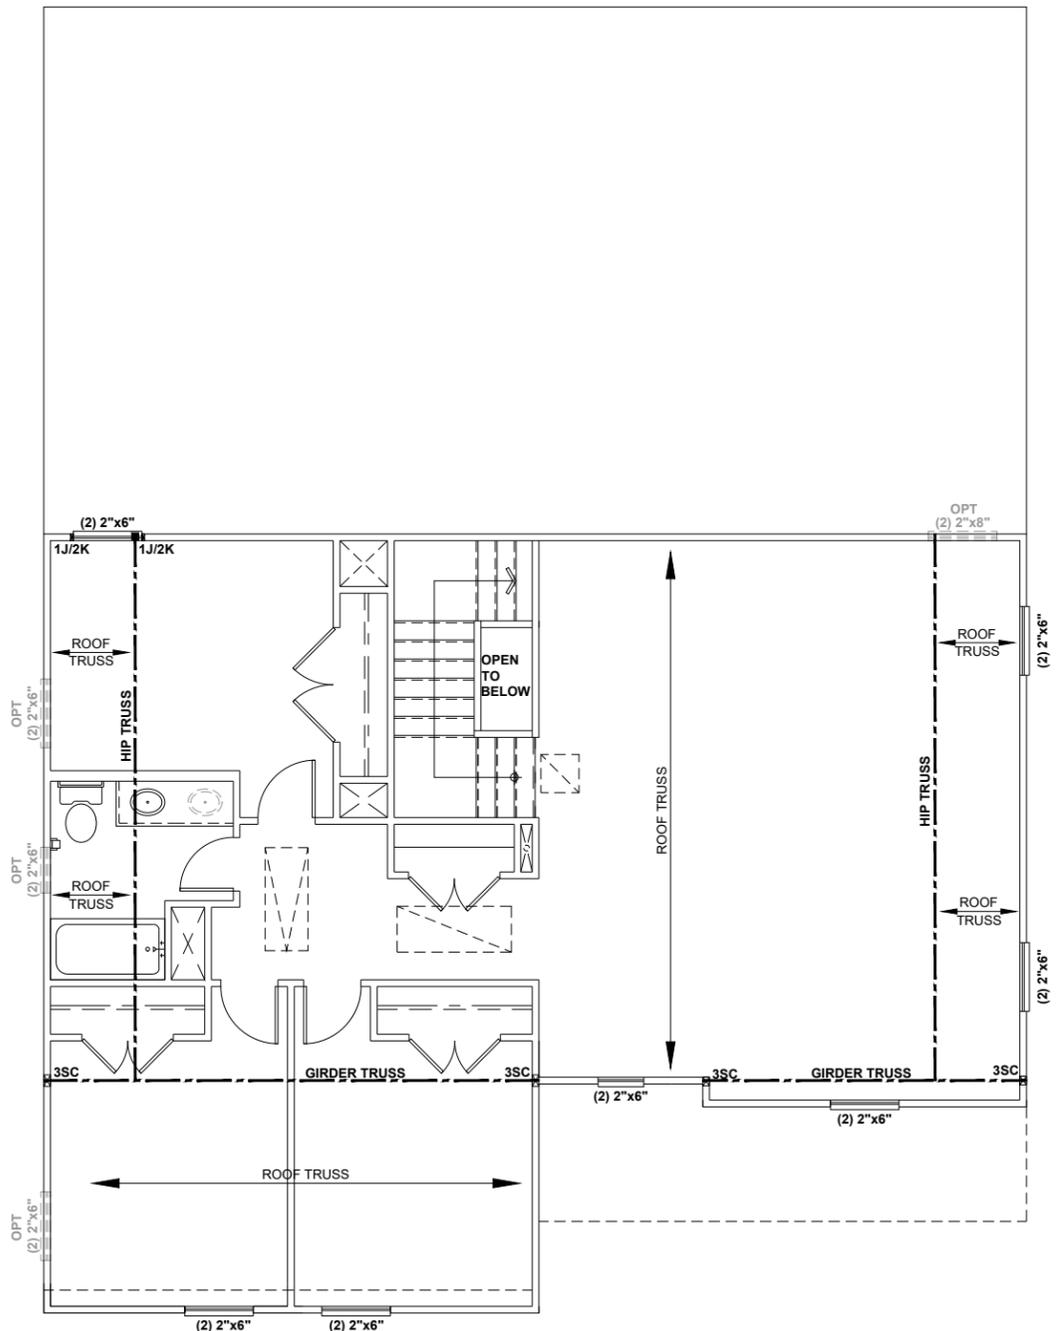 (2) 2"x6"
OPT
(2) 2"x8"
1J/2K
1J/2K
ROOF
TRUSS
ROOF
TRUSS
(2) 2"x6"
OPEN
TO
BELOW
OPT
(2) 2"x6"
HIP TRUSS
HIP TRUSS
ROOF TRUSS
OPT
(2) 2"x6"
ROOF
TRUSS
ROOF
TRUSS
(2) 2"x6"
3SC
GIRDER TRUSS
3SC
3SC
GIRDER TRUSS
3SC
(2) 2"x6"
(2) 2"x6"
ROOF TRUSS
OPT
(2) 2"x6"
(2) 2"x6"
(2) 2"x6"